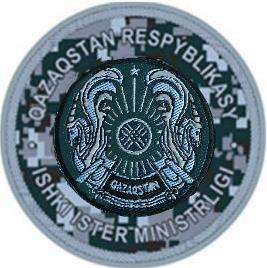 QAZAQSTAN RESPÝBLIKASY
QAZAQSTAN
ISHKI ISTER MINISTRLIGI